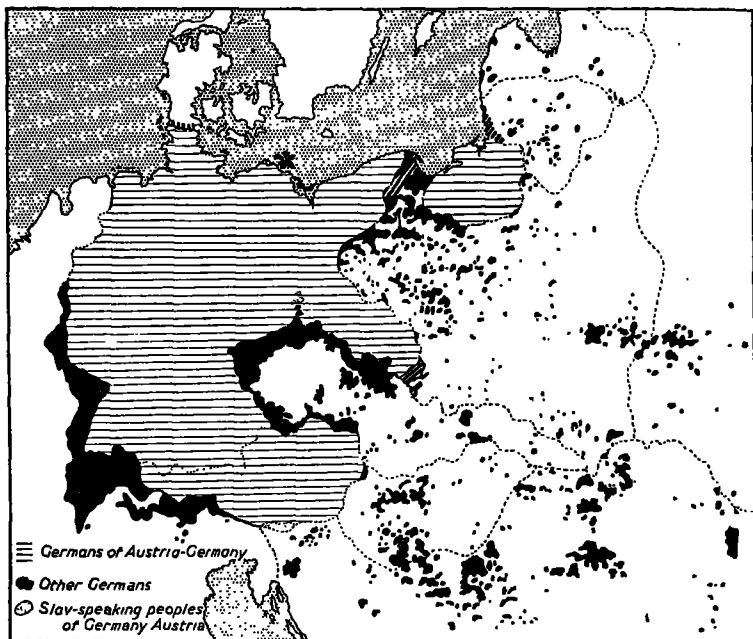 Germans of Austria-Germany
Other Germans
Slav-speaking peoples
of Germany Austria